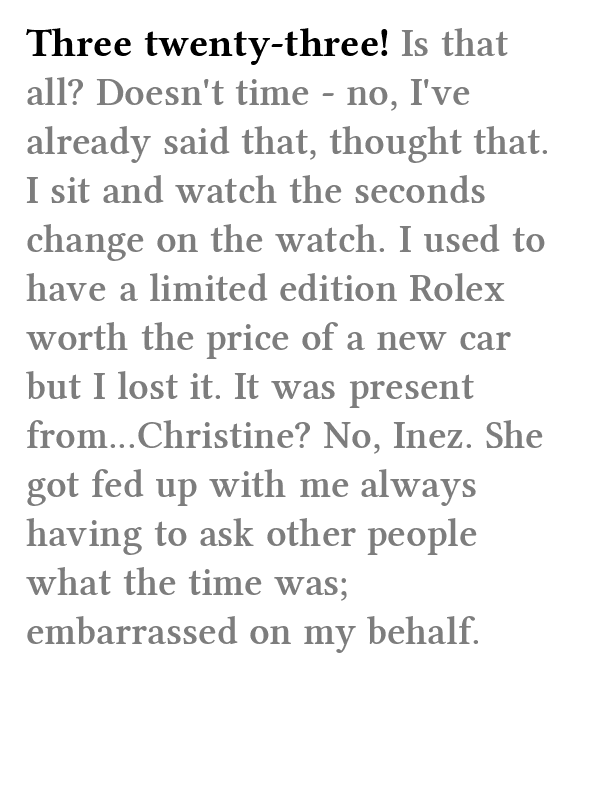 Three twenty-three! Is that
all? Doesn't time - no, I've
already said that, thought that.
I sit and watch the seconds
change on the watch. I used to
have a limited edition Rolex
worth the price of a new car
but I lost it. It was present
from...Christine? No, Inez. She
got fed up with me always
having to ask other people
what the time was;
embarrassed on my behalf.